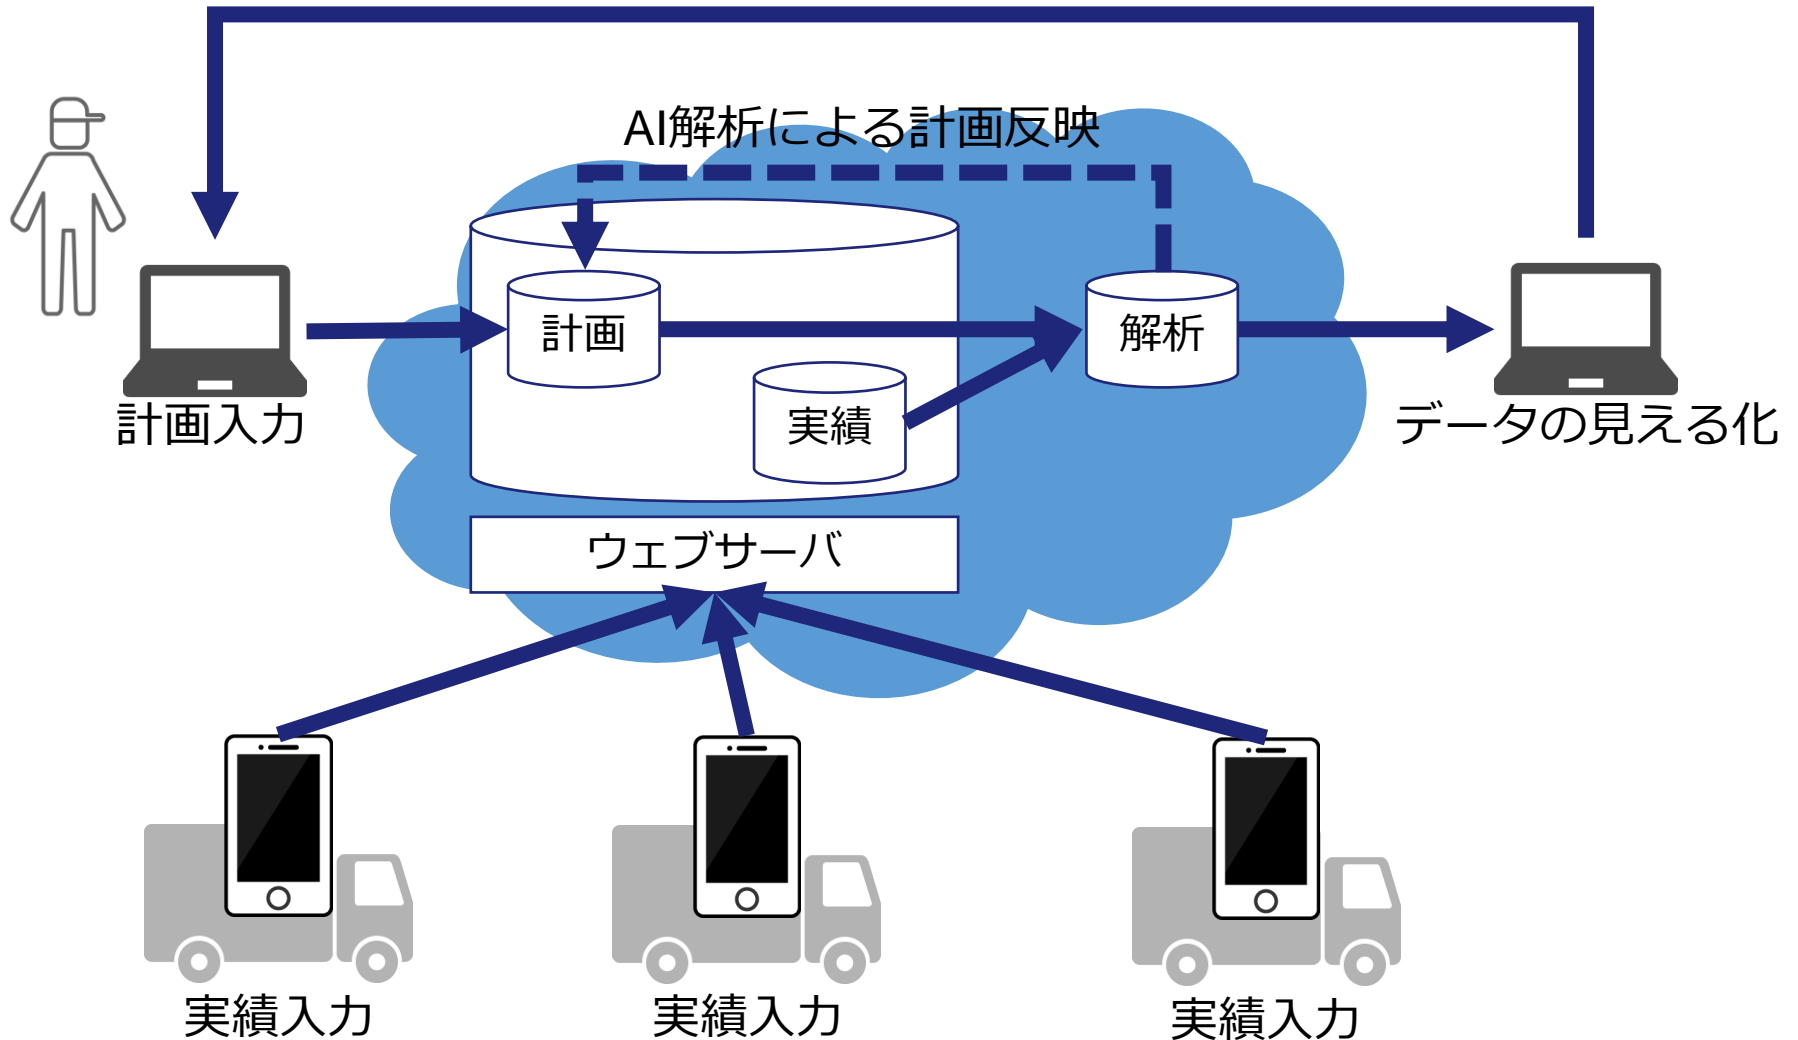 AI解析による計画反映
計画
解析
実績
計画入力
データの見える化
ウェブサーバ
実績入力
実績入力
実績入力